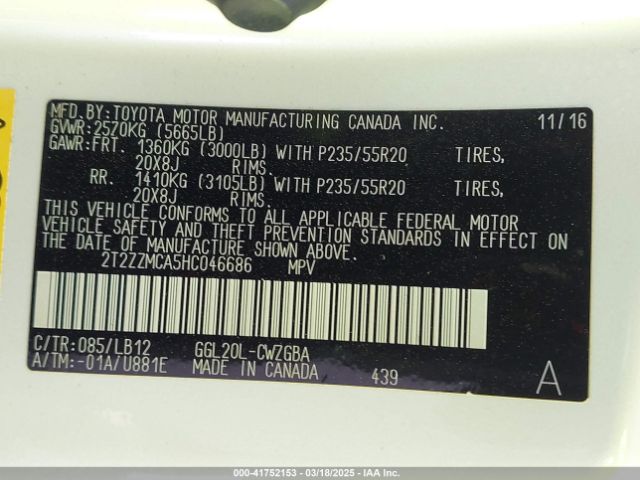 MFD. BY: TOYOTA MOTOR MANUFACTURING CANADA INC. 11/16
GVWR: 2570KG (5665LB)
GAWR: FRT. 1360KG (3000LB) WITH P235/55R20 TIRES,
20X8J RIMS.
RR. 1410KG (3105LB) WITH P235/55R20 TIRES,
20X8J RIMS.
THIS VEHICLE CONFORMS TO ALL APPLICABLE FEDERAL MOTOR
VEHICLE SAFETY AND THEFT PREVENTION STANDARDS IN EFFECT ON
THE DATE OF MANUFACTURE SHOWN ABOVE.
2T2ZZMCA5HC046686 MPV
C/TR: 085/LB12 GGL20L-CWZGBA
A/TM: -01A/U881E MADE IN CANADA 439 A
000-41752153 - 03/18/2025 - IAA Inc.